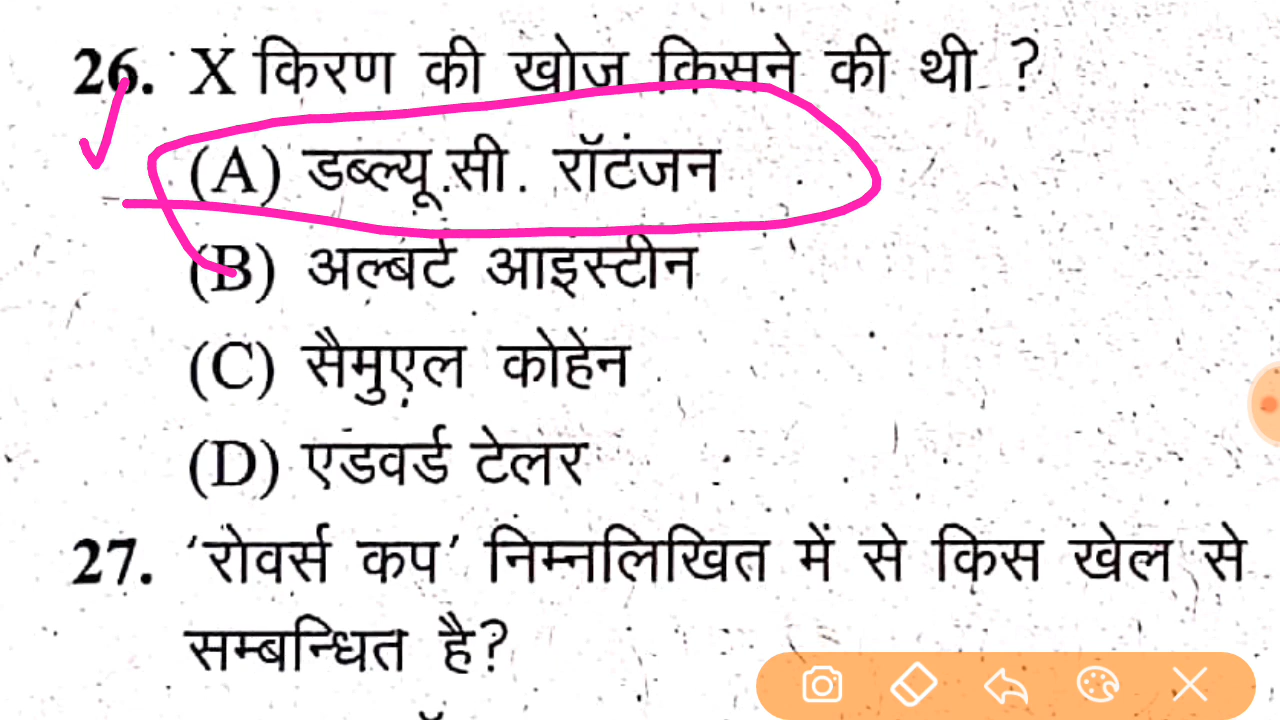 26. X किरण की खोज किसने की थी ?
(A) डब्ल्यू.सी. रॉटंजन
(B) अल्बर्ट आइस्टीन
(C) सैमुएल कोहेन
(D) एडवर्ड टेलर
27. ‘रोवर्स कप’ निम्नलिखित में से किस खेल से
सम्बन्धित है?